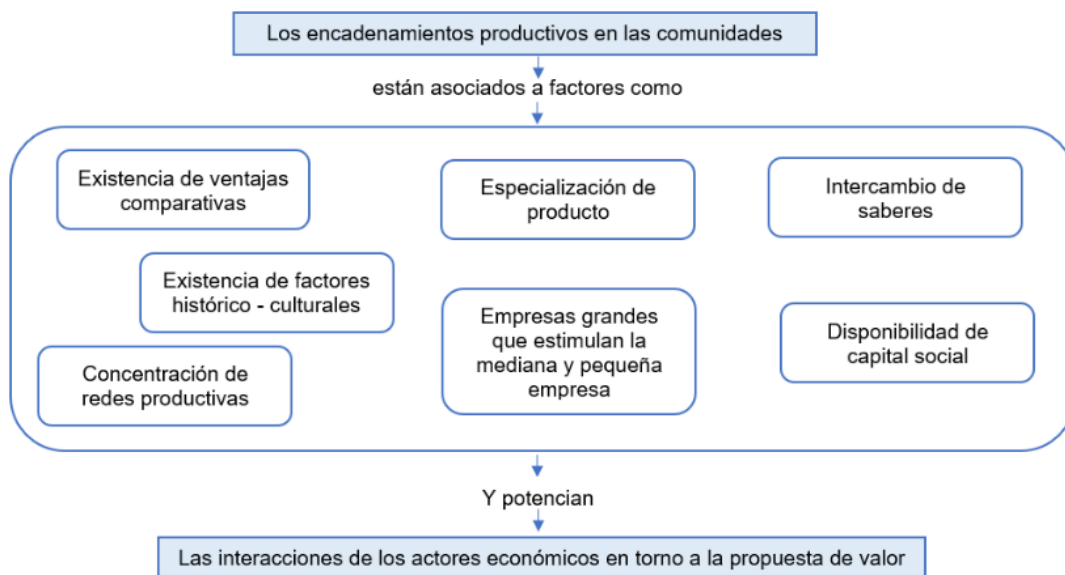 Los encadenamientos productivos en las comunidades
están asociados a factores como
Existencia de ventajas
comparativas
Existencia de factores
histórico - culturales
Concentración de
redes productivas
Especialización de
producto
Empresas grandes
que estimulan la
mediana y pequeña
empresa
Intercambio de
saberes
Disponibilidad de
capital social
Y potencian
Las interacciones de los actores económicos en torno a la propuesta de valor